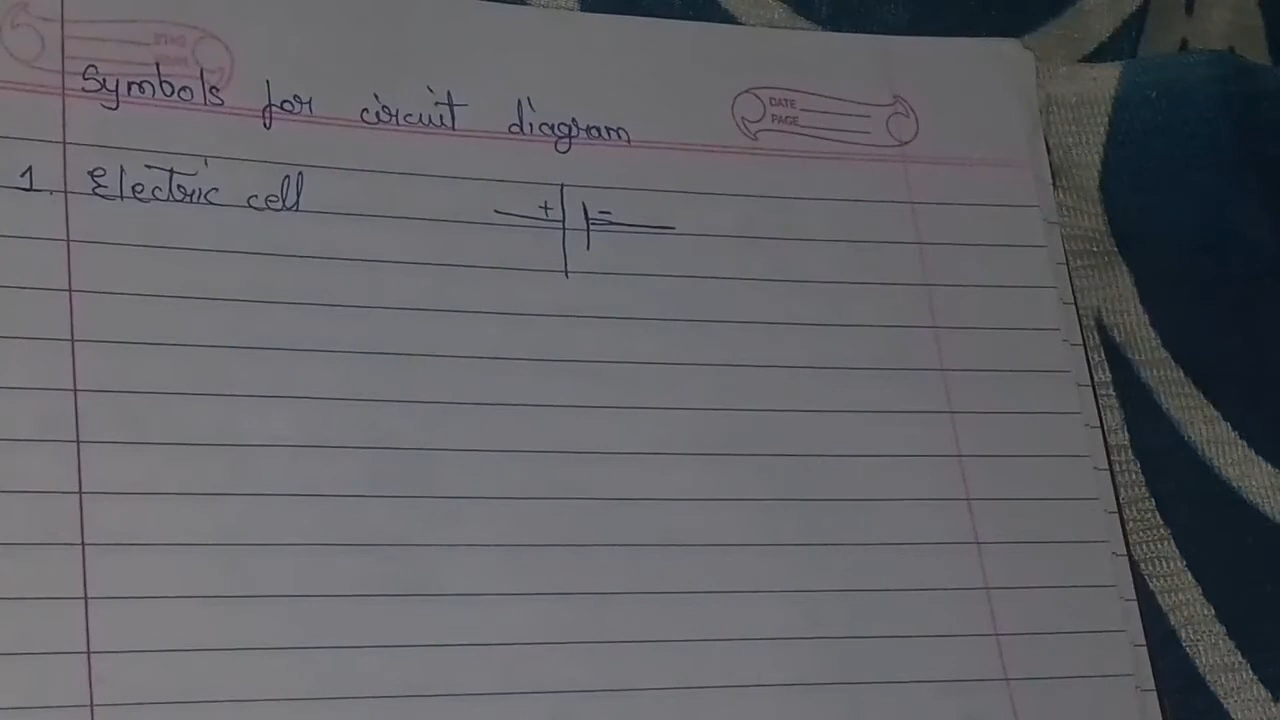 Symbols for circuit diagram
DATE
PAGE
1. Electric cell
+ -